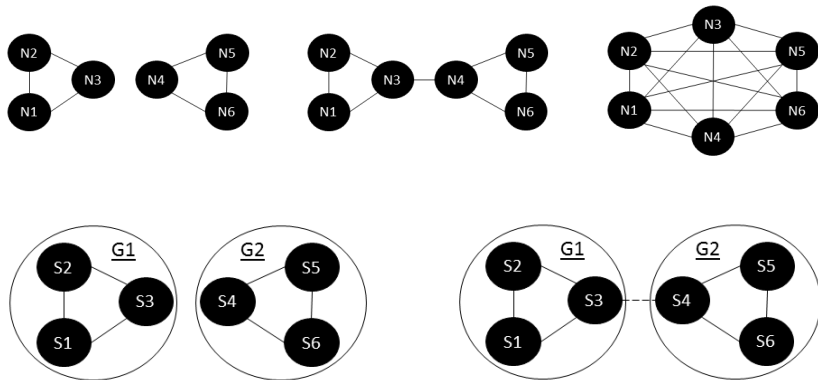 N2 N3 N1
N5 N4 N6
N2 N3 N1 N4 N5 N6
N3 N2 N5 N1 N6 N4
G1 S2 S3 S1
G2 S5 S4 S6
G1 S2 S3 S1
G2 S5 S4 S6